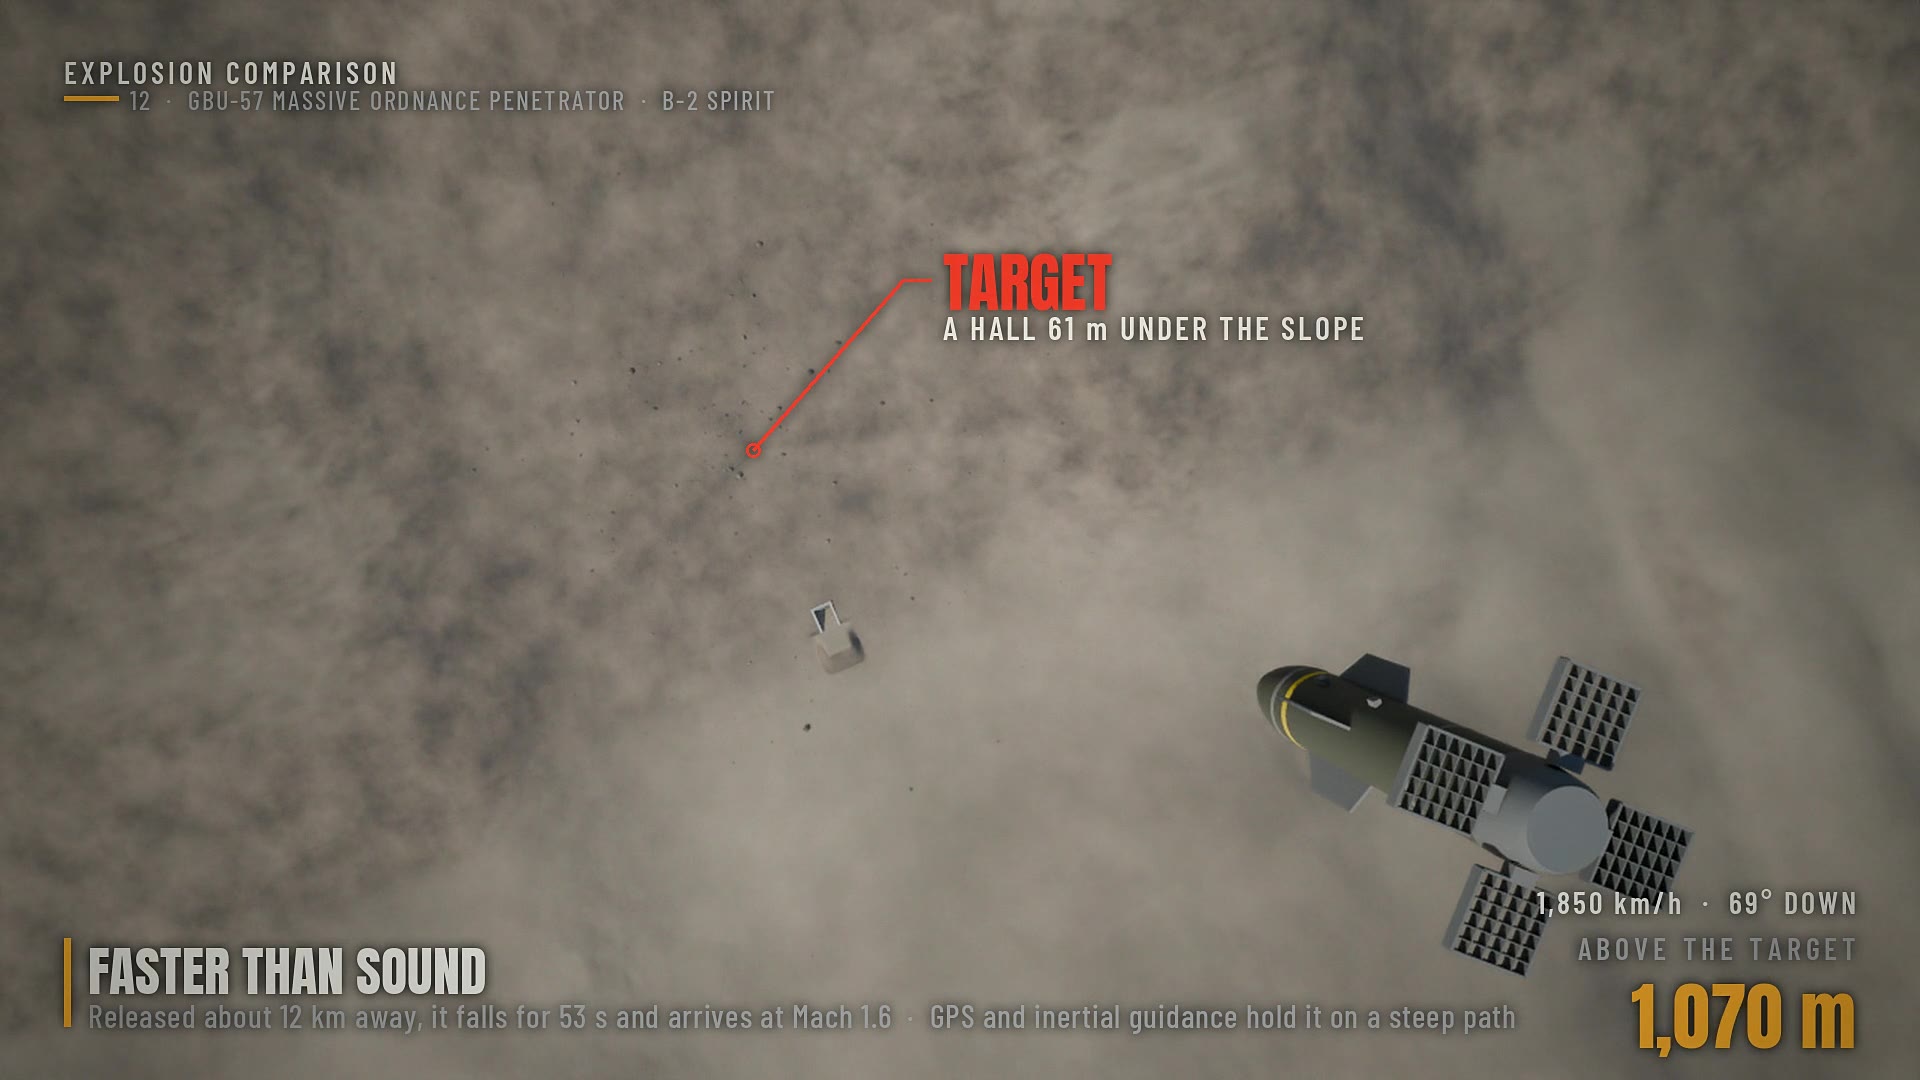 EXPLOSION COMPARISON
12 · GBU-57 MASSIVE ORDNANCE PENETRATOR · B-2 SPIRIT
TARGET
A HALL 61 m UNDER THE SLOPE
1,850 km/h · 69° DOWN
ABOVE THE TARGET
1,070 m
FASTER THAN SOUND
Released about 12 km away, it falls for 53 s and arrives at Mach 1.6 · GPS and inertial guidance hold it on a steep path